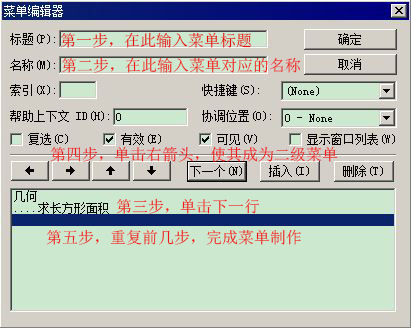 菜单编辑器
标题(P): 第一步，在此输入菜单标题 确定
名称(M): 第二步，在此输入菜单对应的名称 取消
索引(X): 快捷键(S): (None)
帮助上下文 ID(H): 0 协调位置(O): 0 - None
复选(C) 有效(E) 可见(V) 显示窗口列表(W)
第四步，单击右箭头，使其成为二级菜单
下一个(N) 插入(I) 删除(T)
几何
....求长方形面积 第三步，单击下一行
第五步，重复前几步，完成菜单制作